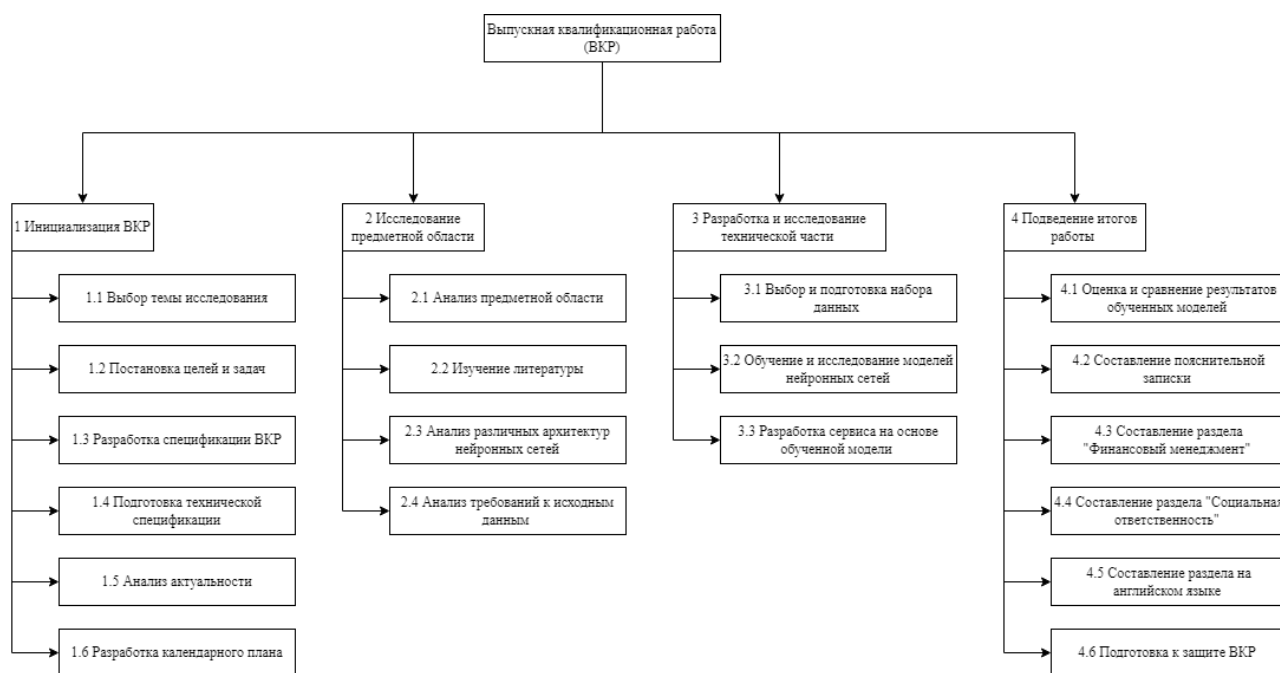 Выпускная квалификационная работа
(ВКР)
1 Инициализация ВКР
1.1 Выбор темы исследования
1.2 Постановка целей и задач
1.3 Разработка спецификации ВКР
1.4 Подготовка технической
спецификации
1.5 Анализ актуальности
1.6 Разработка календарного плана
2 Исследование
предметной области
2.1 Анализ предметной области
2.2 Изучение литературы
2.3 Анализ различных архитектур
нейронных сетей
2.4 Анализ требований к исходным
данным
3 Разработка и исследование
технической части
3.1 Выбор и подготовка набора
данных
3.2 Обучение и исследование моделей
нейронных сетей
3.3 Разработка сервиса на основе
обученной модели
4 Подведение итогов
работы
4.1 Оценка и сравнение результатов
обученных моделей
4.2 Составление пояснительной
записки
4.3 Составление раздела
"Финансовый менеджмент"
4.4 Составление раздела "Социальная
ответственность"
4.5 Составление раздела на
английском языке
4.6 Подготовка к защите ВКР